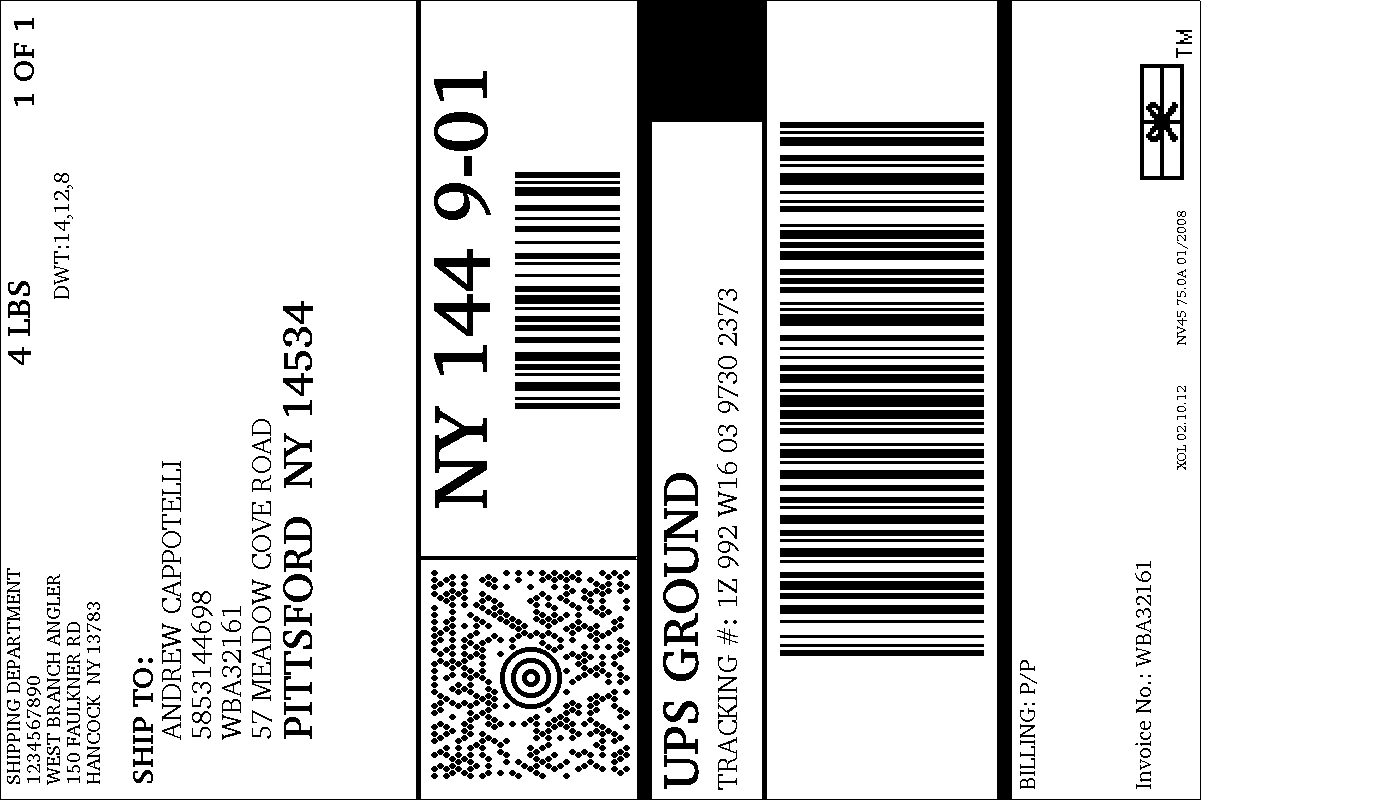 SHIPPING DEPARTMENT
1234567890
WEST BRANCH ANGLER
150 FAULKNER RD
HANCOCK NY 13783
4 LBS
1 OF 1
DWT:14,12,8
SHIP TO:
ANDREW CAPPOTELLI
5853144698
WBA32161
57 MEADOW COVE ROAD
PITTSFORD NY 14534
NY 144 9-01
UPS GROUND
TRACKING #: 1Z 992 W16 03 9730 2373
BILLING: P/P
Invoice No.: WBA32161
XOL 02.10.12 NV45 75.0A 01/2008
TM